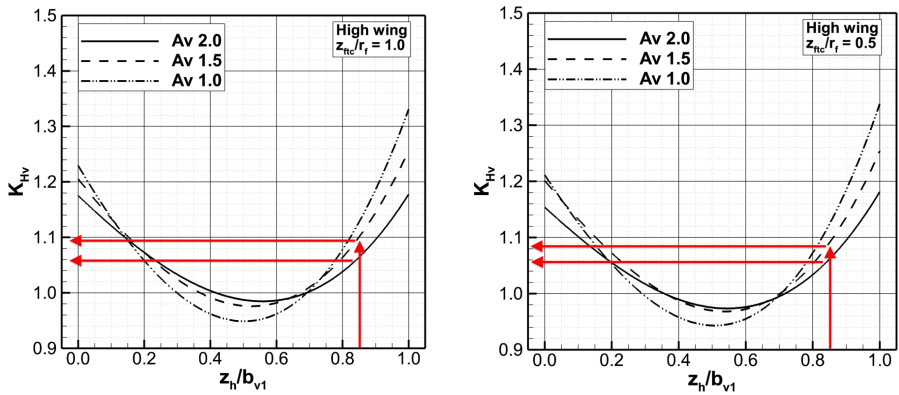 1.5
1.4
1.3
1.2
1.1
1.0
0.9
K_Hv
Av 2.0
Av 1.5
Av 1.0
High wing
z_ftc/r_f = 1.0
0.0 0.2 0.4 0.6 0.8 1.0
z_h/b_v1
1.5
1.4
1.3
1.2
1.1
1.0
0.9
K_Hv
Av 2.0
Av 1.5
Av 1.0
High wing
z_ftc/r_f = 0.5
0.0 0.2 0.4 0.6 0.8 1.0
z_h/b_v1